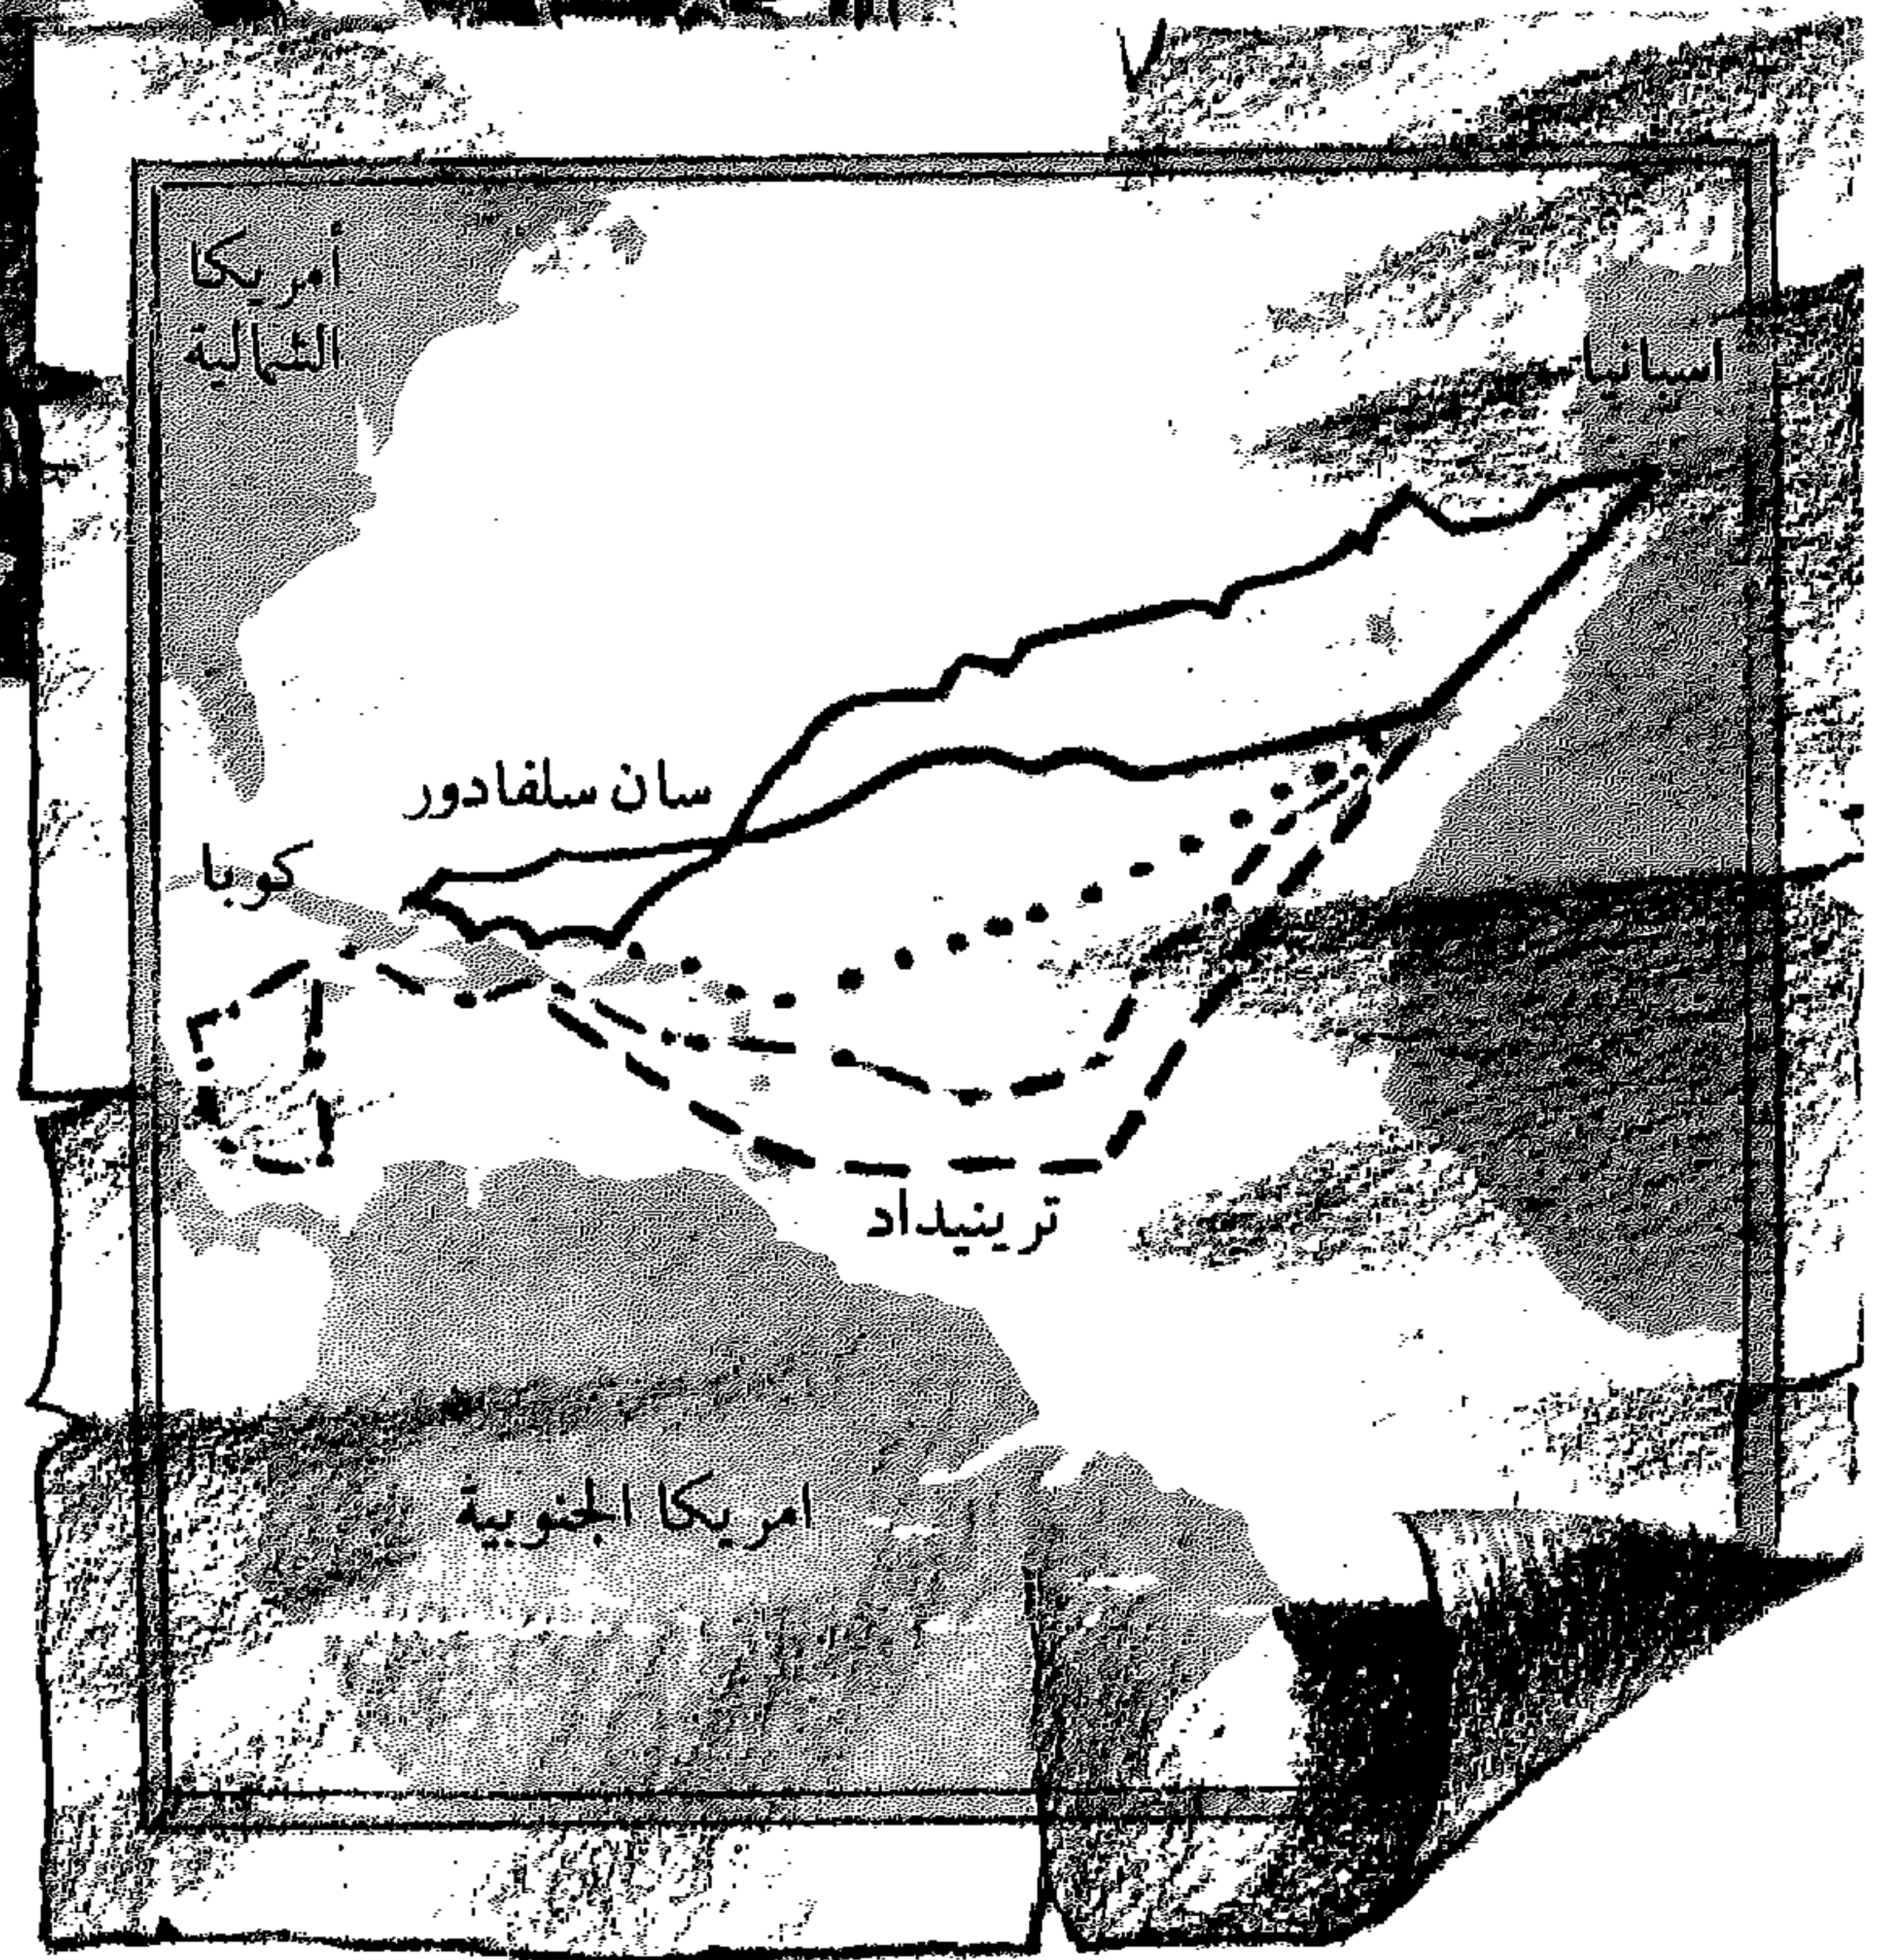 أمريكا
الشمالية
اسبانيا
سان سلفادور
كوبا
ترينيداد
امريكا الجنوبية